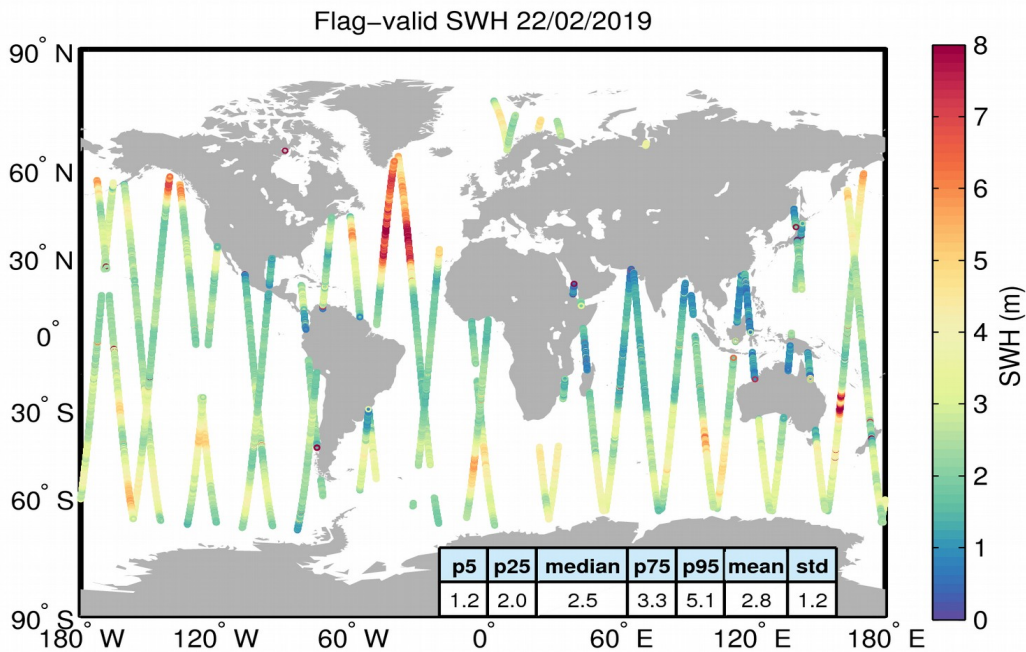 Flag−valid SWH 22/02/2019
90° N
60° N
30° N
0°
30° S
60° S
90° S
180° W
120° W
60° W
0°
60° E
120° E
180° E
p5 p25 median p75 p95 mean std
1.2 2.0 2.5 3.3 5.1 2.8 1.2
8
7
6
5
4
3
2
1
0
SWH (m)